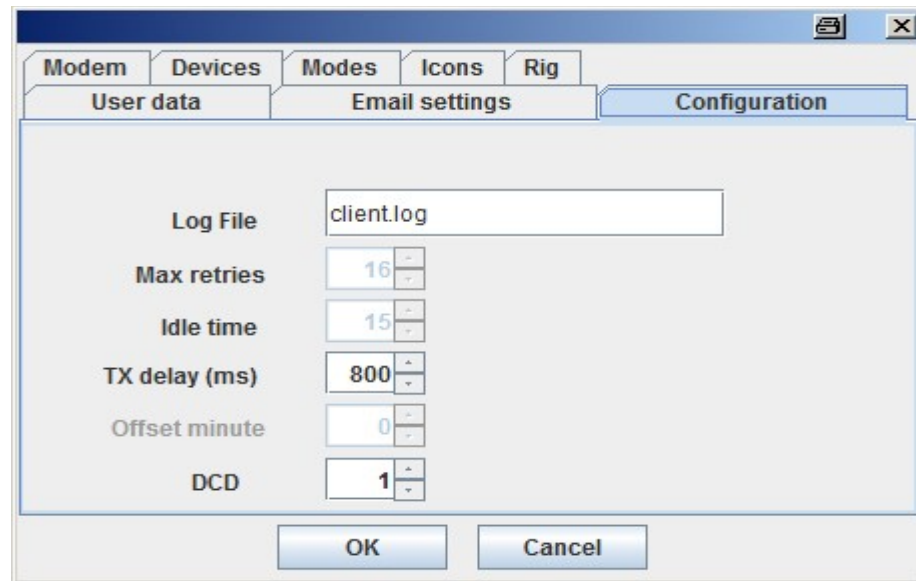 Modem Devices Modes Icons Rig
User data Email settings Configuration
Log File client.log
Max retries 16
Idle time 15
TX delay (ms) 800
Offset minute 0
DCD 1
OK Cancel